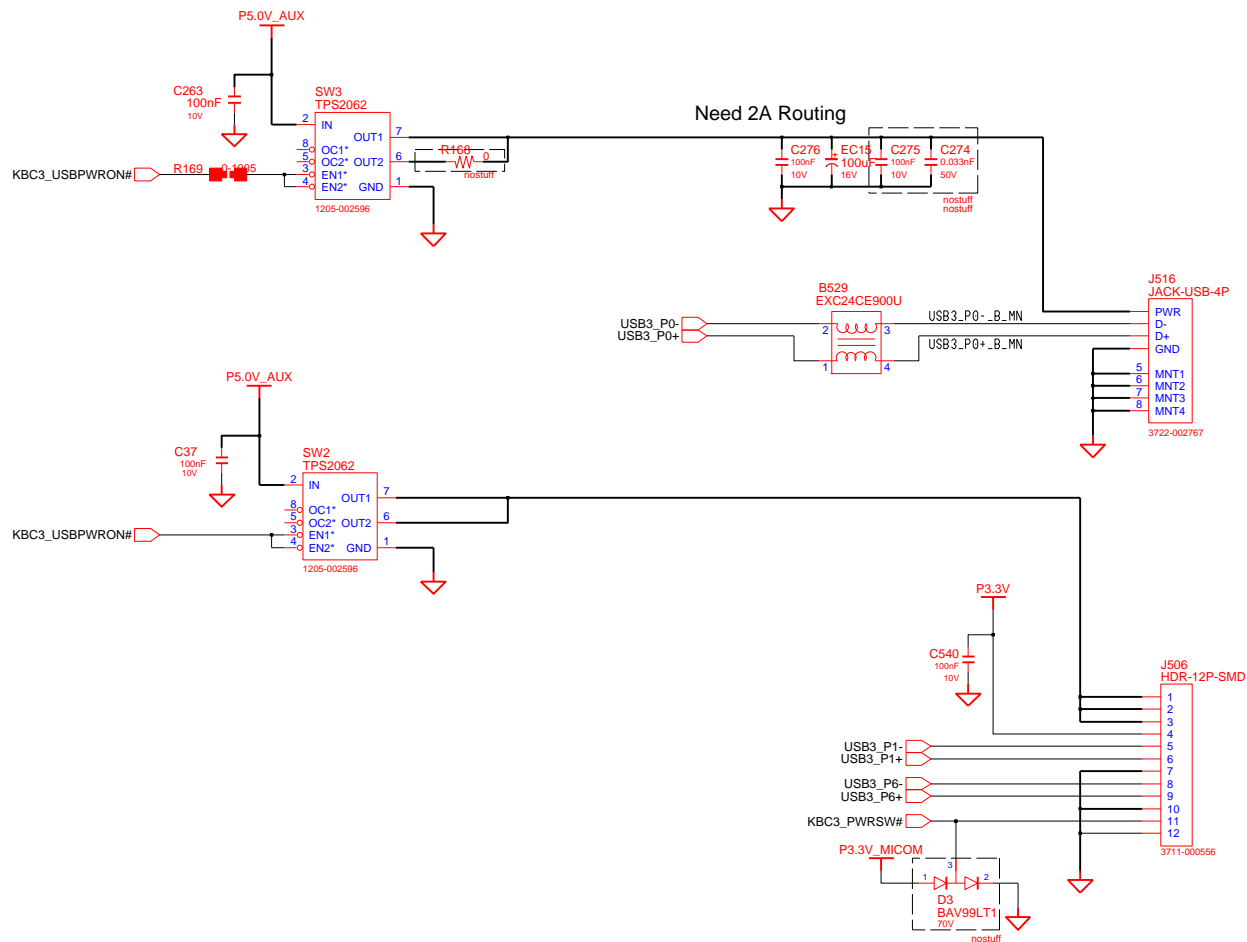 P5.0V_AUX
C263
100nF
10V
SW3
TPS2062
2 IN
OUT1 7
8 OC1*
5 OC2* OUT2 6
3 EN1*
4 EN2* GND 1
1205-002596
KBC3_USBPWRON#
R169 0-1005
R168 0
nostuff
Need 2A Routing
C276
100nF
10V
EC15
100uF
16V
C275
100nF
10V
C274
0.033nF
50V
nostuff
nostuff
J516
JACK-USB-4P
PWR
D-
D+
GND
5 MNT1
6 MNT2
7 MNT3
8 MNT4
3722-002767
B529
EXC24CE900U
USB3_P0-
USB3_P0+
2 3
1 4
USB3_P0-_B_MN
USB3_P0+_B_MN
P5.0V_AUX
C37
100nF
10V
SW2
TPS2062
2 IN
OUT1 7
8 OC1*
5 OC2* OUT2 6
3 EN1*
4 EN2* GND 1
1205-002596
KBC3_USBPWRON#
P3.3V
C540
100nF
10V
J506
HDR-12P-SMD
1
2
3
4
5
6
7
8
9
10
11
12
3711-000556
USB3_P1-
USB3_P1+
USB3_P6-
USB3_P6+
KBC3_PWRSW#
P3.3V_MICOM
3
1 2
D3
BAV99LT1
70V
nostuff